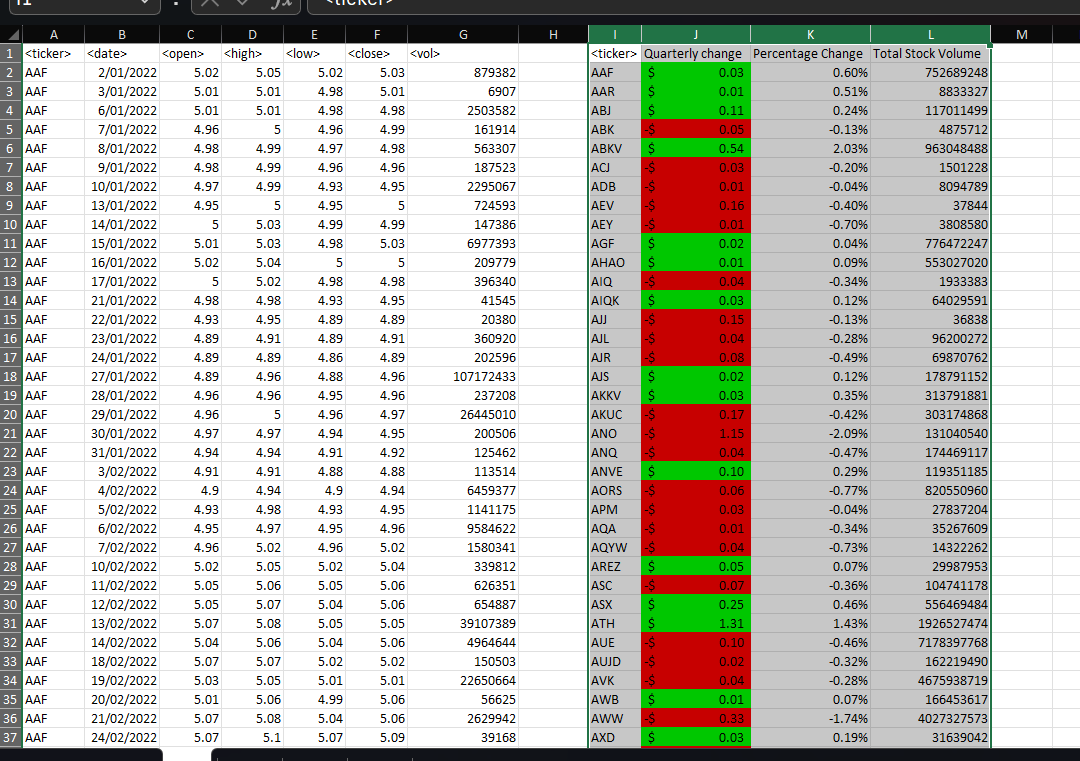 A B C D E F G H I J K L M
1 <ticker> <date> <open> <high> <low> <close> <vol> <ticker> Quarterly change Percentage Change Total Stock Volume
2 AAF 2/01/2022 5.02 5.05 5.02 5.03 879382 AAF $ 0.03 0.60% 752689248
3 AAF 3/01/2022 5.01 5.01 4.98 5.01 6907 AAR $ 0.01 0.51% 8833327
4 AAF 6/01/2022 5.01 5.01 4.98 4.98 2503582 ABJ $ 0.11 0.24% 117011499
5 AAF 7/01/2022 4.96 5 4.96 4.99 161914 ABK -$ 0.05 -0.13% 4875712
6 AAF 8/01/2022 4.98 4.99 4.97 4.98 563307 ABKV $ 0.54 2.03% 963048488
7 AAF 9/01/2022 4.98 4.99 4.96 4.96 187523 ACJ -$ 0.03 -0.20% 1501228
8 AAF 10/01/2022 4.97 4.99 4.93 4.95 2295067 ADB -$ 0.01 -0.04% 8094789
9 AAF 13/01/2022 4.95 5 4.95 5 724593 AEV -$ 0.16 -0.40% 37844
10 AAF 14/01/2022 5 5.03 4.99 4.99 147386 AEY -$ 0.01 -0.70% 3808580
11 AAF 15/01/2022 5.01 5.03 4.98 5.03 6977393 AGF $ 0.02 0.04% 776472247
12 AAF 16/01/2022 5.02 5.04 5 5 209779 AHAO $ 0.01 0.09% 553027020
13 AAF 17/01/2022 5 5.02 4.98 4.98 396340 AIQ -$ 0.04 -0.34% 1933383
14 AAF 21/01/2022 4.98 4.98 4.93 4.95 41545 AIQK $ 0.03 0.12% 64029591
15 AAF 22/01/2022 4.93 4.95 4.89 4.89 20380 AJJ -$ 0.15 -0.13% 36838
16 AAF 23/01/2022 4.89 4.91 4.89 4.91 360920 AJL -$ 0.04 -0.28% 96200272
17 AAF 24/01/2022 4.89 4.89 4.86 4.89 202596 AJR -$ 0.08 -0.49% 69870762
18 AAF 27/01/2022 4.89 4.96 4.88 4.96 107172433 AJS $ 0.02 0.12% 178791152
19 AAF 28/01/2022 4.96 4.96 4.95 4.96 237208 AKKV $ 0.03 0.35% 313791881
20 AAF 29/01/2022 4.96 5 4.96 4.97 26445010 AKUC -$ 0.17 -0.42% 303174868
21 AAF 30/01/2022 4.97 4.97 4.94 4.95 200506 ANO -$ 1.15 -2.09% 131040540
22 AAF 31/01/2022 4.94 4.94 4.91 4.92 125462 ANQ -$ 0.04 -0.47% 174469117
23 AAF 3/02/2022 4.91 4.91 4.88 4.88 113514 ANVE $ 0.10 0.29% 119351185
24 AAF 4/02/2022 4.9 4.94 4.9 4.94 6459377 AORS -$ 0.06 -0.77% 820550960
25 AAF 5/02/2022 4.93 4.98 4.93 4.95 1141175 APM -$ 0.03 -0.04% 27837204
26 AAF 6/02/2022 4.95 4.97 4.95 4.96 9584622 AQA -$ 0.01 -0.34% 35267609
27 AAF 7/02/2022 4.96 5.02 4.96 5.02 1580341 AQYW -$ 0.04 -0.73% 14322262
28 AAF 10/02/2022 5.02 5.05 5.02 5.04 339812 AREZ $ 0.05 0.07% 29987953
29 AAF 11/02/2022 5.05 5.06 5.05 5.06 626351 ASC -$ 0.07 -0.36% 104741178
30 AAF 12/02/2022 5.05 5.07 5.04 5.06 654887 ASX $ 0.25 0.46% 556469484
31 AAF 13/02/2022 5.07 5.08 5.05 5.05 39107389 ATH $ 1.31 1.43% 1926527474
32 AAF 14/02/2022 5.04 5.06 5.04 5.06 4964644 AUE -$ 0.10 -0.46% 7178397768
33 AAF 18/02/2022 5.07 5.07 5.02 5.02 150503 AUJD -$ 0.02 -0.32% 162219490
34 AAF 19/02/2022 5.03 5.05 5.01 5.01 22650664 AVK -$ 0.04 -0.28% 4675938719
35 AAF 20/02/2022 5.01 5.06 4.99 5.06 56625 AWB $ 0.01 0.07% 166453617
36 AAF 21/02/2022 5.07 5.08 5.04 5.06 2629942 AWW -$ 0.33 -1.74% 4027327573
37 AAF 24/02/2022 5.07 5.1 5.07 5.09 39168 AXD $ 0.03 0.19% 31639042